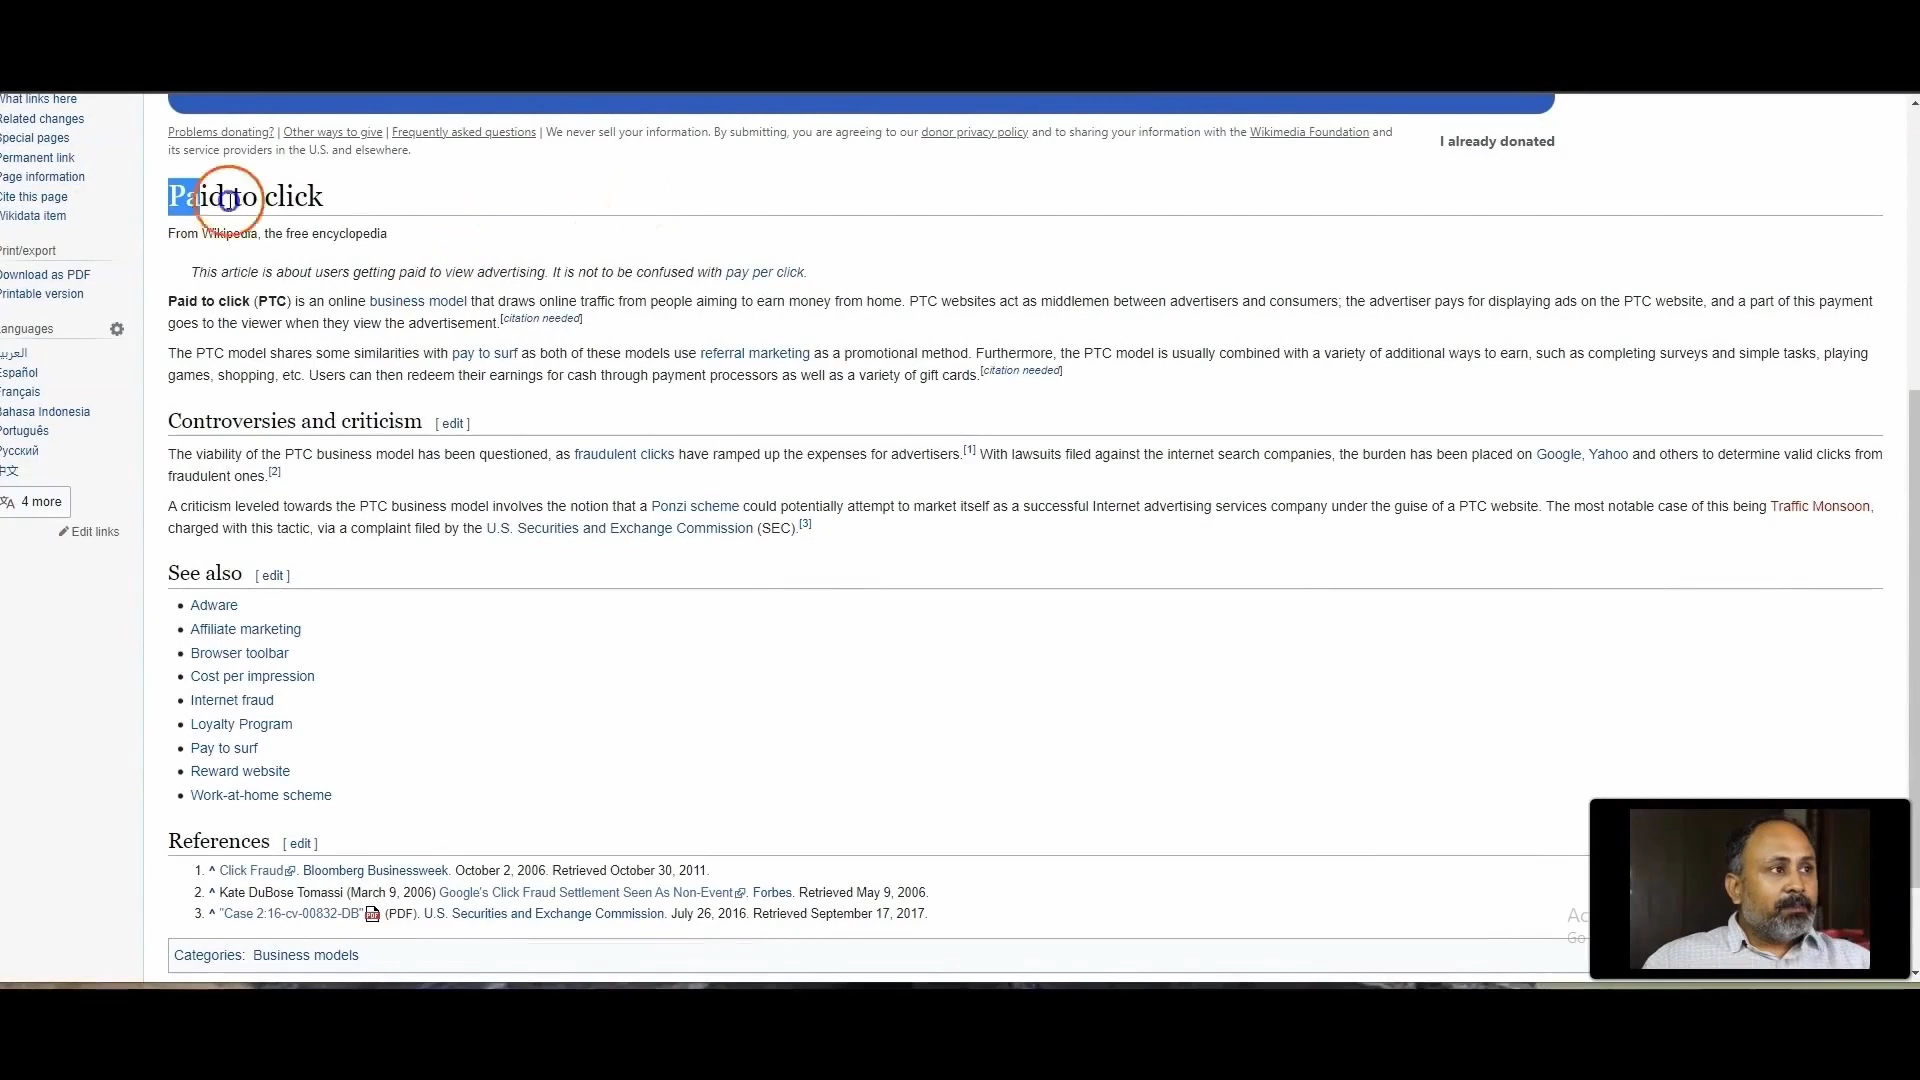 What links here
Related changes
Special pages
Permanent link
Page information
Cite this page
Wikidata item
Print/export
Download as PDF
Printable version
Languages
العربية
Español
Français
Bahasa Indonesia
Português
Русский
中文
4 more
Edit links
Problems donating? | Other ways to give | Frequently asked questions | We never sell your information. By submitting, you are agreeing to our donor privacy policy and to sharing your information with the Wikimedia Foundation and
its service providers in the U.S. and elsewhere.
I already donated
Paid to click
From Wikipedia, the free encyclopedia
This article is about users getting paid to view advertising. It is not to be confused with pay per click.
Paid to click (PTC) is an online business model that draws online traffic from people aiming to earn money from home. PTC websites act as middlemen between advertisers and consumers; the advertiser pays for displaying ads on the PTC website, and a part of this payment
goes to the viewer when they view the advertisement.[citation needed]
The PTC model shares some similarities with pay to surf as both of these models use referral marketing as a promotional method. Furthermore, the PTC model is usually combined with a variety of additional ways to earn, such as completing surveys and simple tasks, playing
games, shopping, etc. Users can then redeem their earnings for cash through payment processors as well as a variety of gift cards.[citation needed]
Controversies and criticism [ edit ]
The viability of the PTC business model has been questioned, as fraudulent clicks have ramped up the expenses for advertisers.[1] With lawsuits filed against the internet search companies, the burden has been placed on Google, Yahoo and others to determine valid clicks from
fraudulent ones.[2]
A criticism leveled towards the PTC business model involves the notion that a Ponzi scheme could potentially attempt to market itself as a successful Internet advertising services company under the guise of a PTC website. The most notable case of this being Traffic Monsoon,
charged with this tactic, via a complaint filed by the U.S. Securities and Exchange Commission (SEC).[3]
See also [ edit ]
• Adware
• Affiliate marketing
• Browser toolbar
• Cost per impression
• Internet fraud
• Loyalty Program
• Pay to surf
• Reward website
• Work-at-home scheme
References [ edit ]
1. ^ Click Fraud. Bloomberg Businessweek. October 2, 2006. Retrieved October 30, 2011.
2. ^ Kate DuBose Tomassi (March 9, 2006) Google's Click Fraud Settlement Seen As Non-Event. Forbes. Retrieved May 9, 2006.
3. ^ "Case 2:16-cv-00832-DB" (PDF). U.S. Securities and Exchange Commission. July 26, 2016. Retrieved September 17, 2017.
Categories: Business models
Go